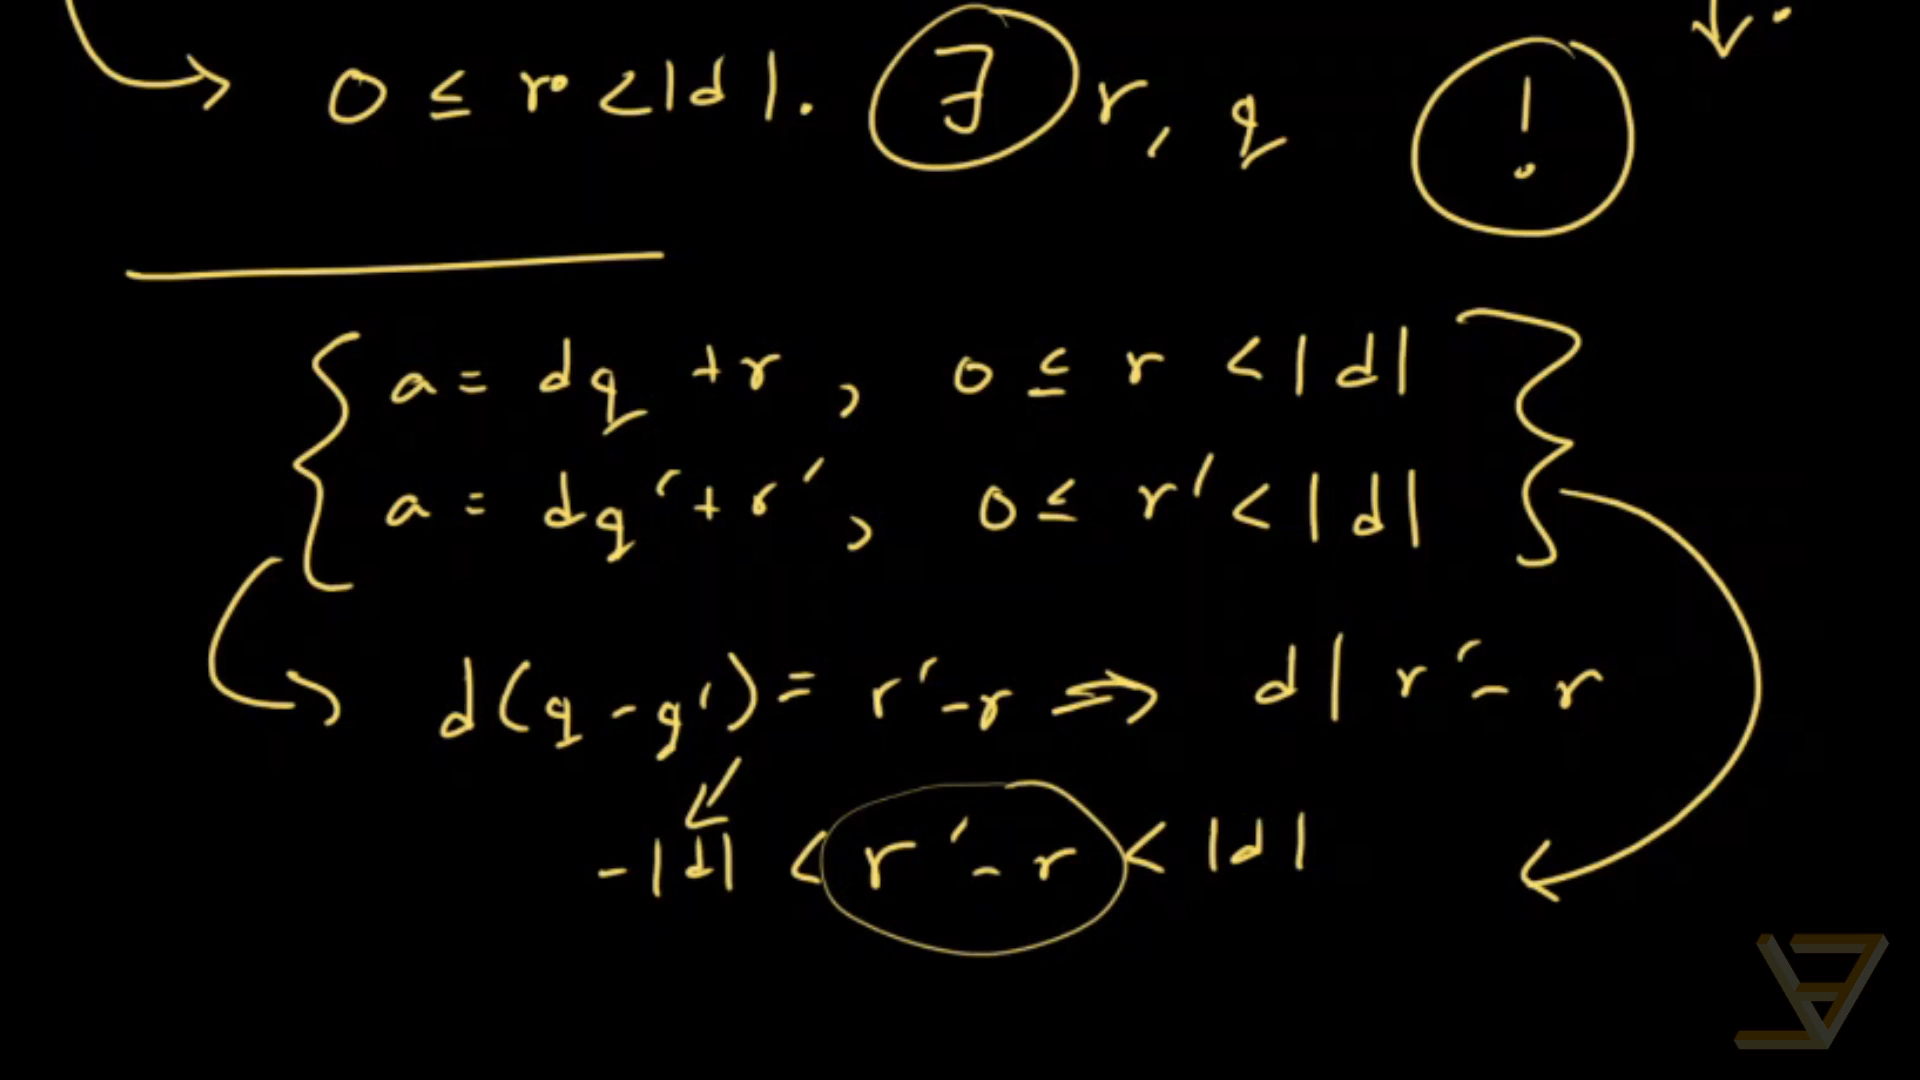 0 ≤ r < |d|. ∃ r, q !
a = dq + r, 0 ≤ r < |d|
a = dq' + r', 0 ≤ r' < |d|
d(q - q') = r' - r ⇒ d | r' - r
-|d| < r' - r < |d|